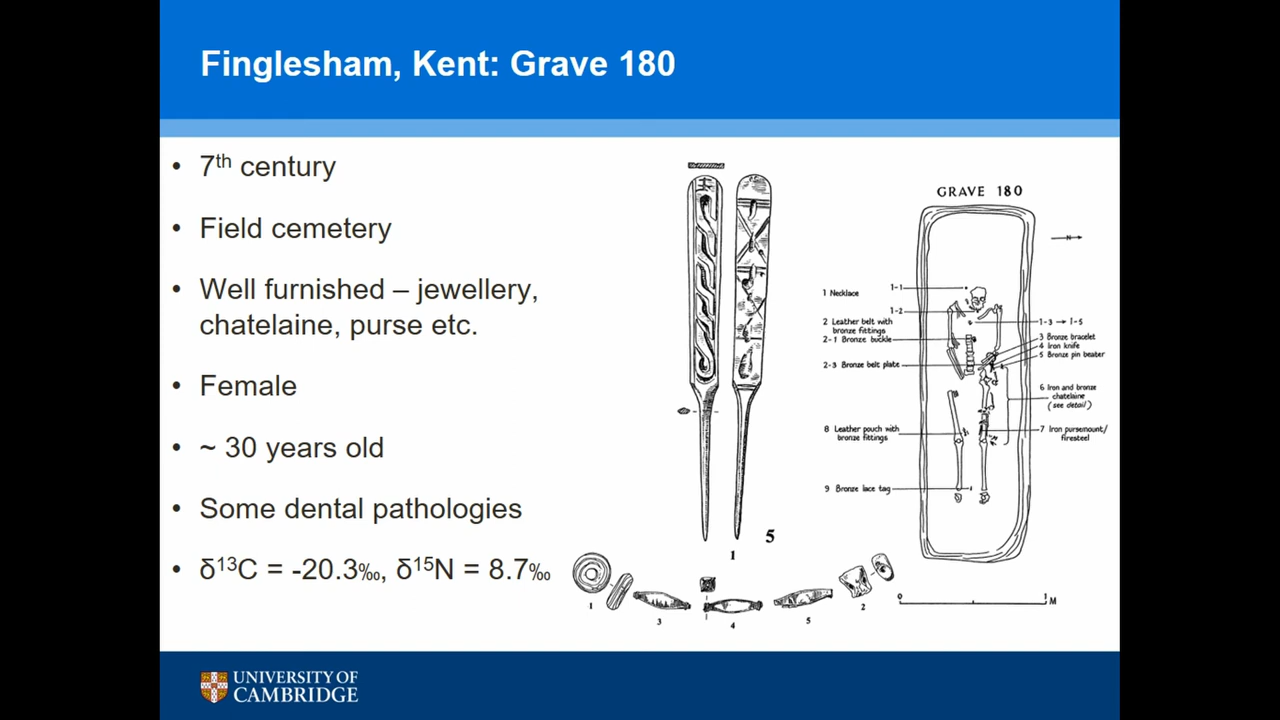 Finglesham, Kent: Grave 180
• 7th century
• Field cemetery
• Well furnished – jewellery,
chatelaine, purse etc.
• Female
• ~ 30 years old
• Some dental pathologies
• δ13C = -20.3‰, δ15N = 8.7‰
1
5
1
3
4
5
2
GRAVE 180
N
1 Necklace
1-1
1-2
2 Leather belt with
bronze fittings
2-1 Bronze buckle
2-3 Bronze belt plate
8 Leather pouch with
bronze fittings
9 Bronze lace tag
1-3 → 1-5
3 Bronze bracelet
4 Iron knife
5 Bronze pin beater
6 Iron and bronze
chatelaine
(see detail)
7 Iron pursemount/
firesteel
0 1 M
UNIVERSITY OF
CAMBRIDGE